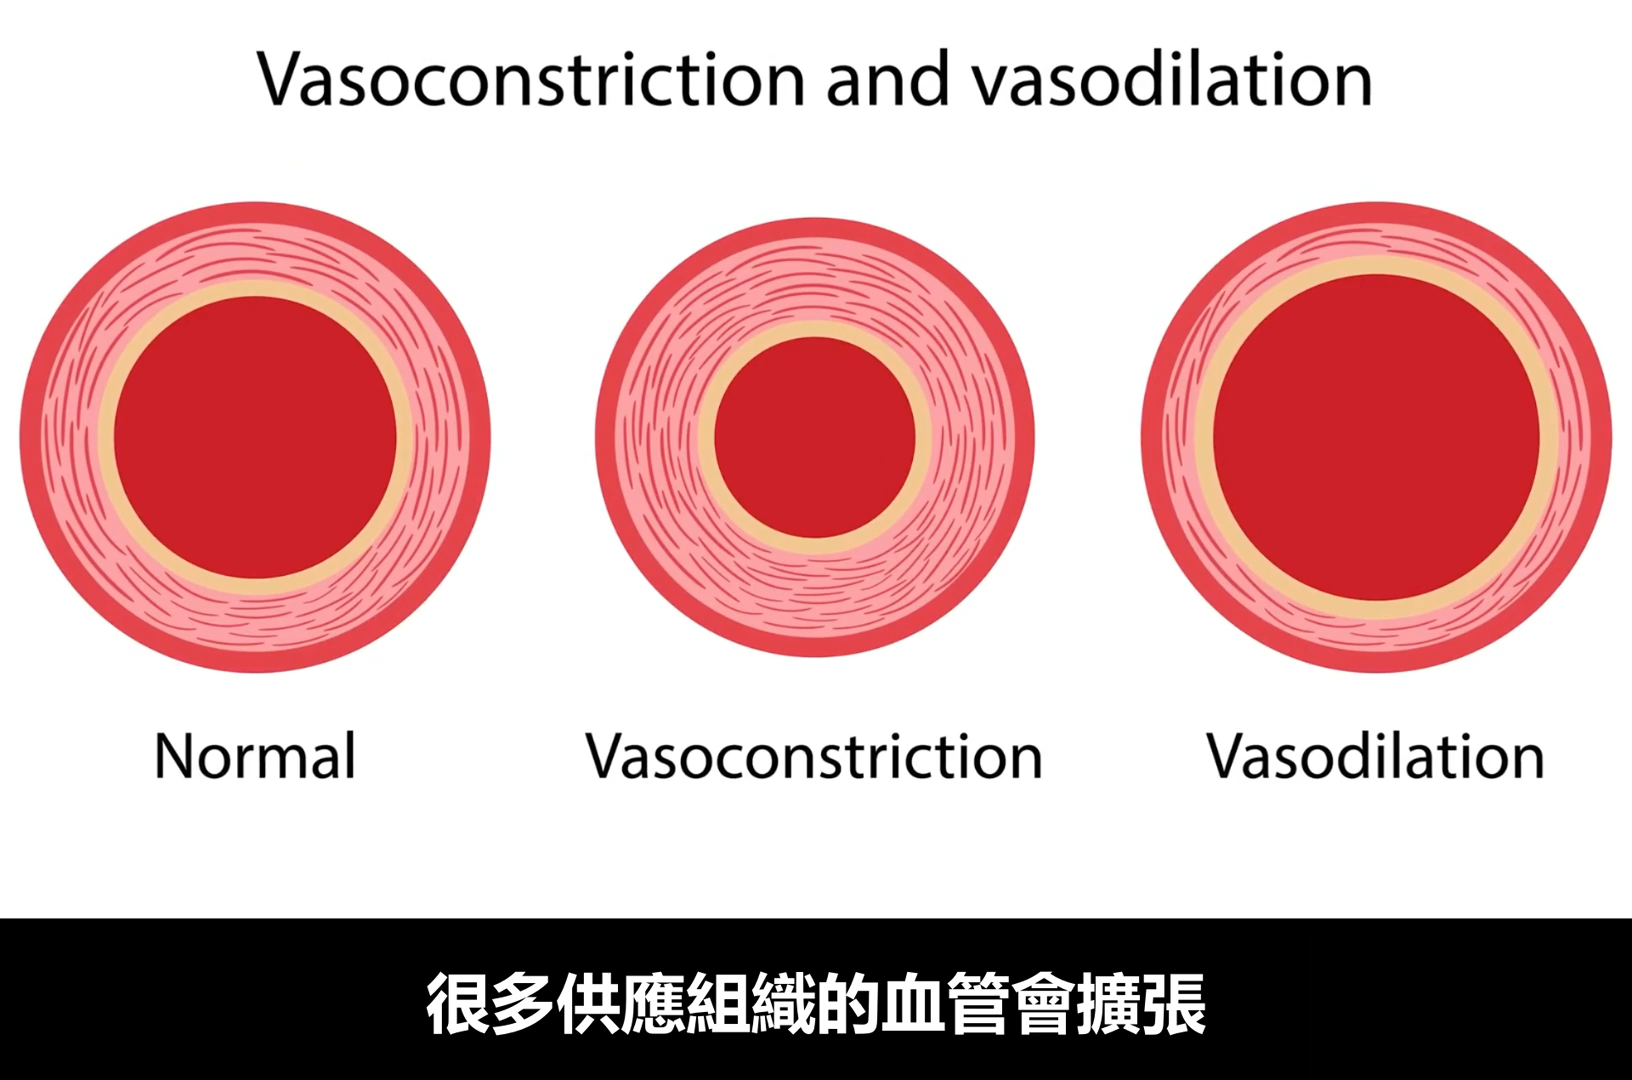 Vasoconstriction and vasodilation
Normal
Vasoconstriction
Vasodilation
很多供應組織的血管會擴張